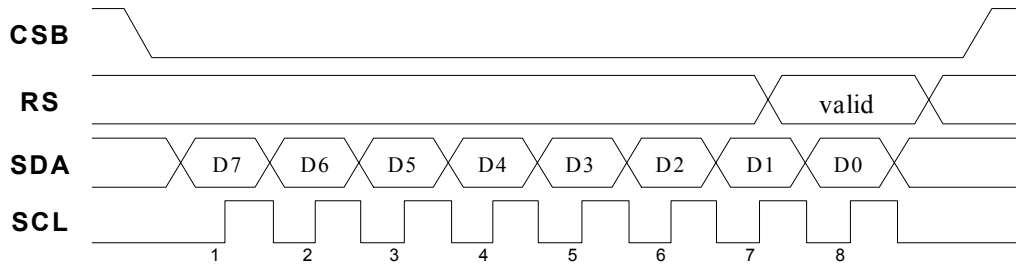 CSB
RS valid
SDA D7 D6 D5 D4 D3 D2 D1 D0
SCL
1 2 3 4 5 6 7 8